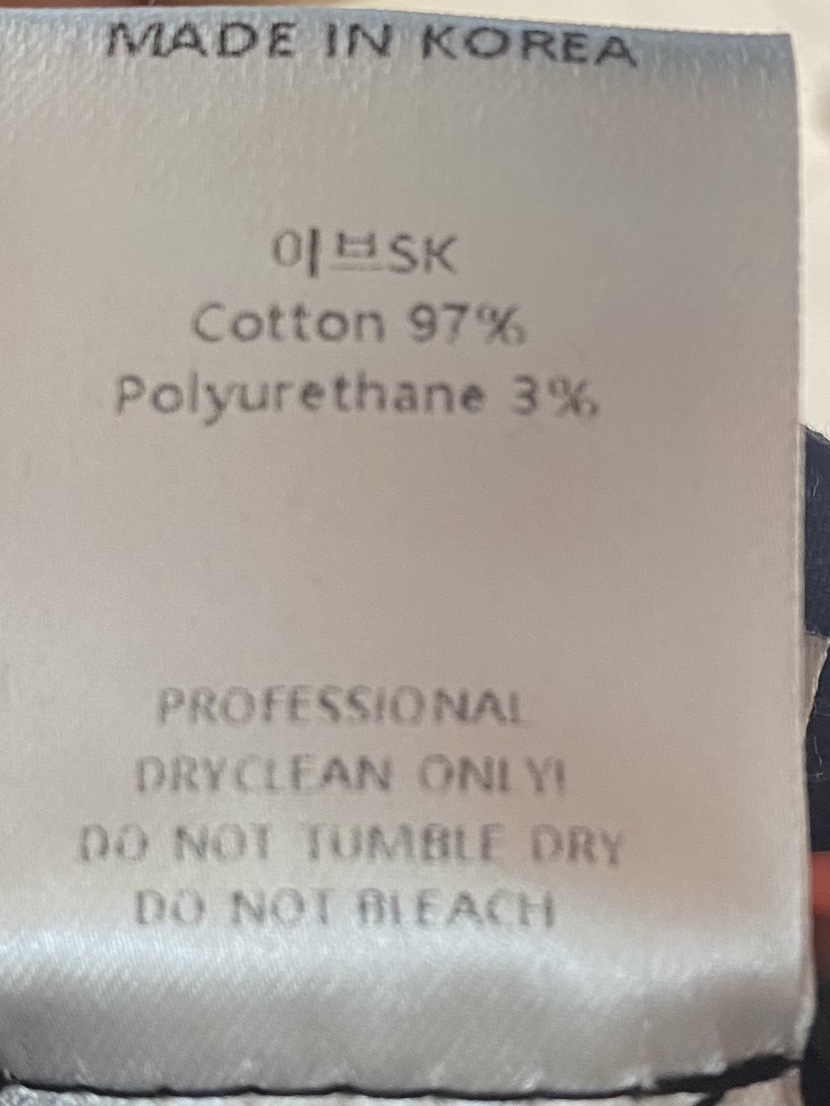 MADE IN KOREA
이브SK
Cotton 97%
Polyurethane 3%
PROFESSIONAL
DRYCLEAN ONLY!
DO NOT TUMBLE DRY
DO NOT BLEACH